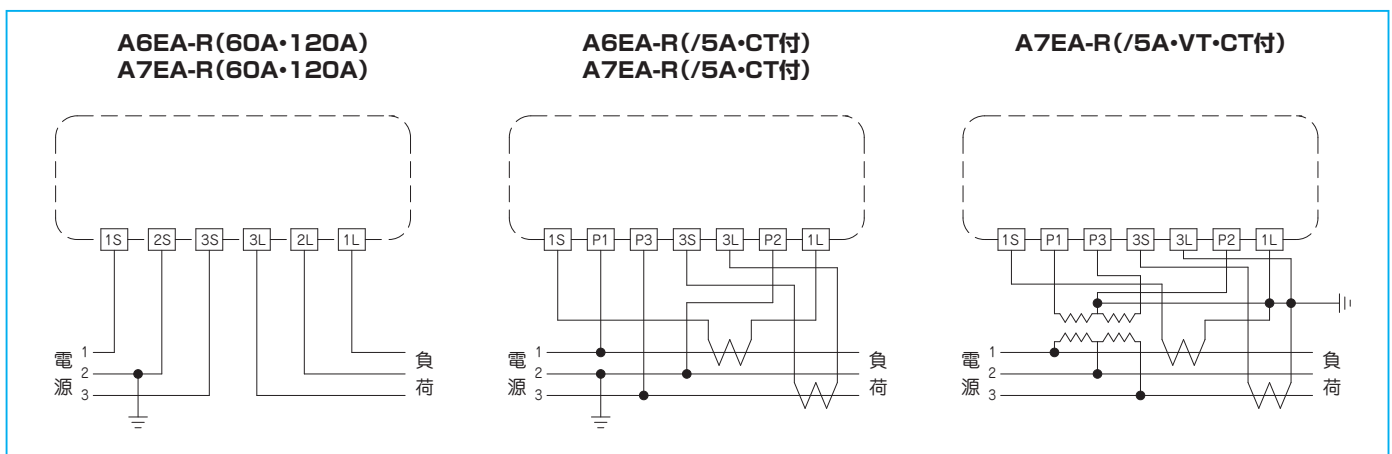 A6EA-R(60A・120A)
A7EA-R(60A・120A)
1S 2S 3S 3L 2L 1L
電源
1
2
3
負荷
A6EA-R(/5A・CT付)
A7EA-R(/5A・CT付)
1S P1 P3 3S 3L P2 1L
電源
1
2
3
負荷
A7EA-R(/5A・VT・CT付)
1S P1 P3 3S 3L P2 1L
電源
1
2
3
負荷